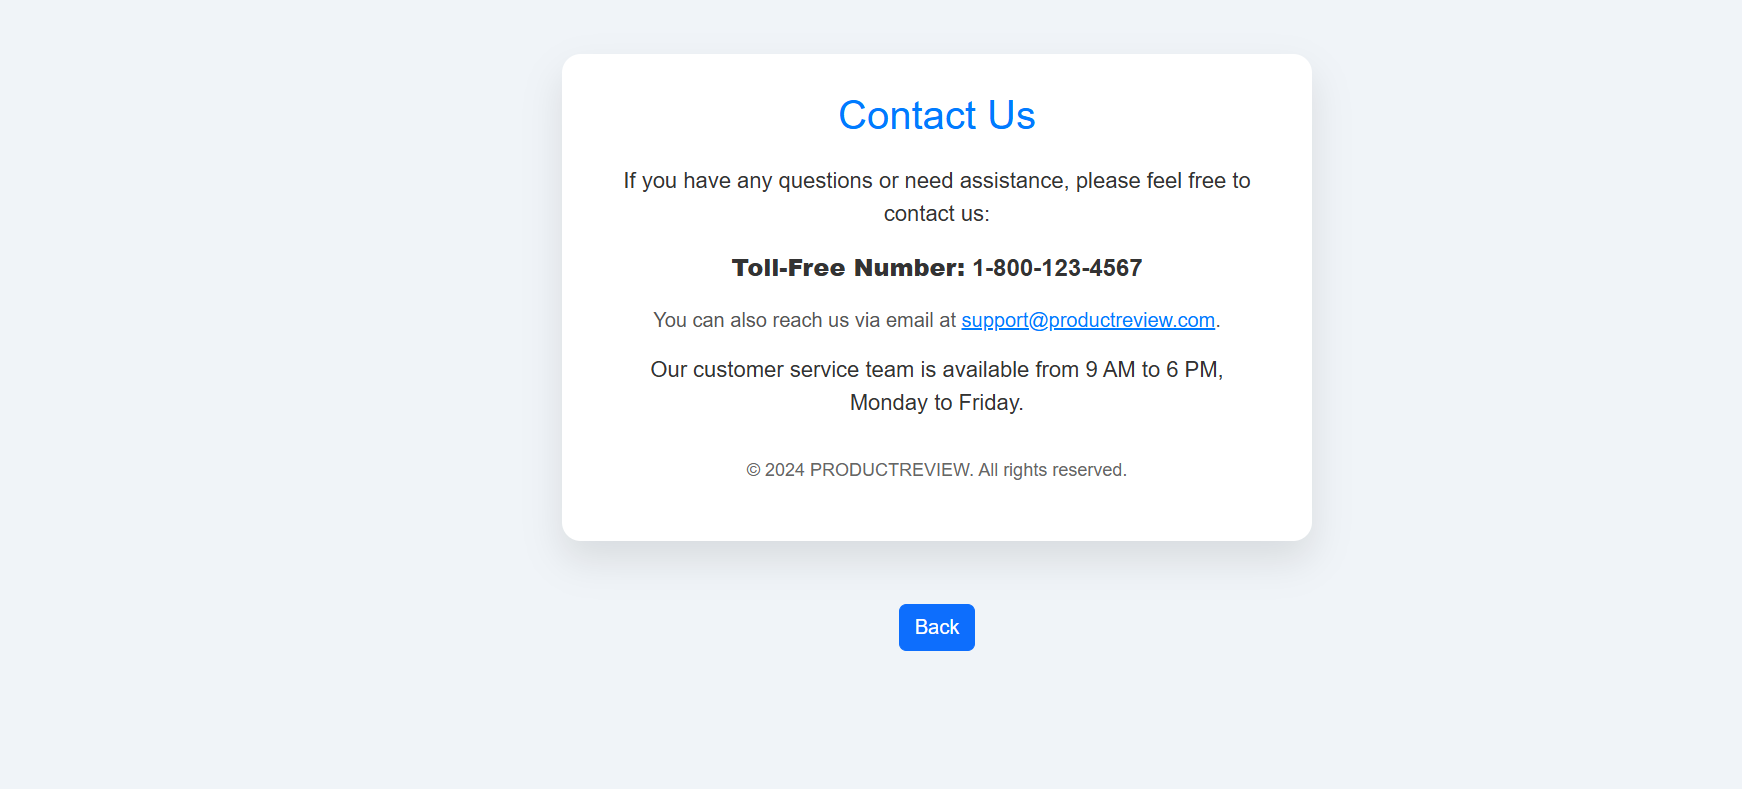 Contact Us
If you have any questions or need assistance, please feel free to
contact us:
Toll-Free Number: 1-800-123-4567
You can also reach us via email at support@productreview.com.
Our customer service team is available from 9 AM to 6 PM,
Monday to Friday.
© 2024 PRODUCTREVIEW. All rights reserved.
Back